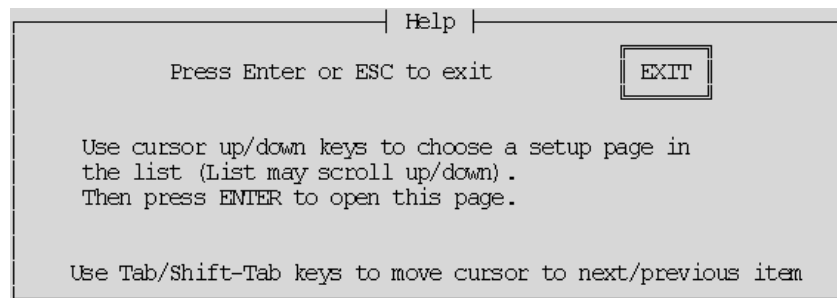 Help
Press Enter or ESC to exit EXIT
Use cursor up/down keys to choose a setup page in
the list (List may scroll up/down).
Then press ENTER to open this page.
Use Tab/Shift-Tab keys to move cursor to next/previous item